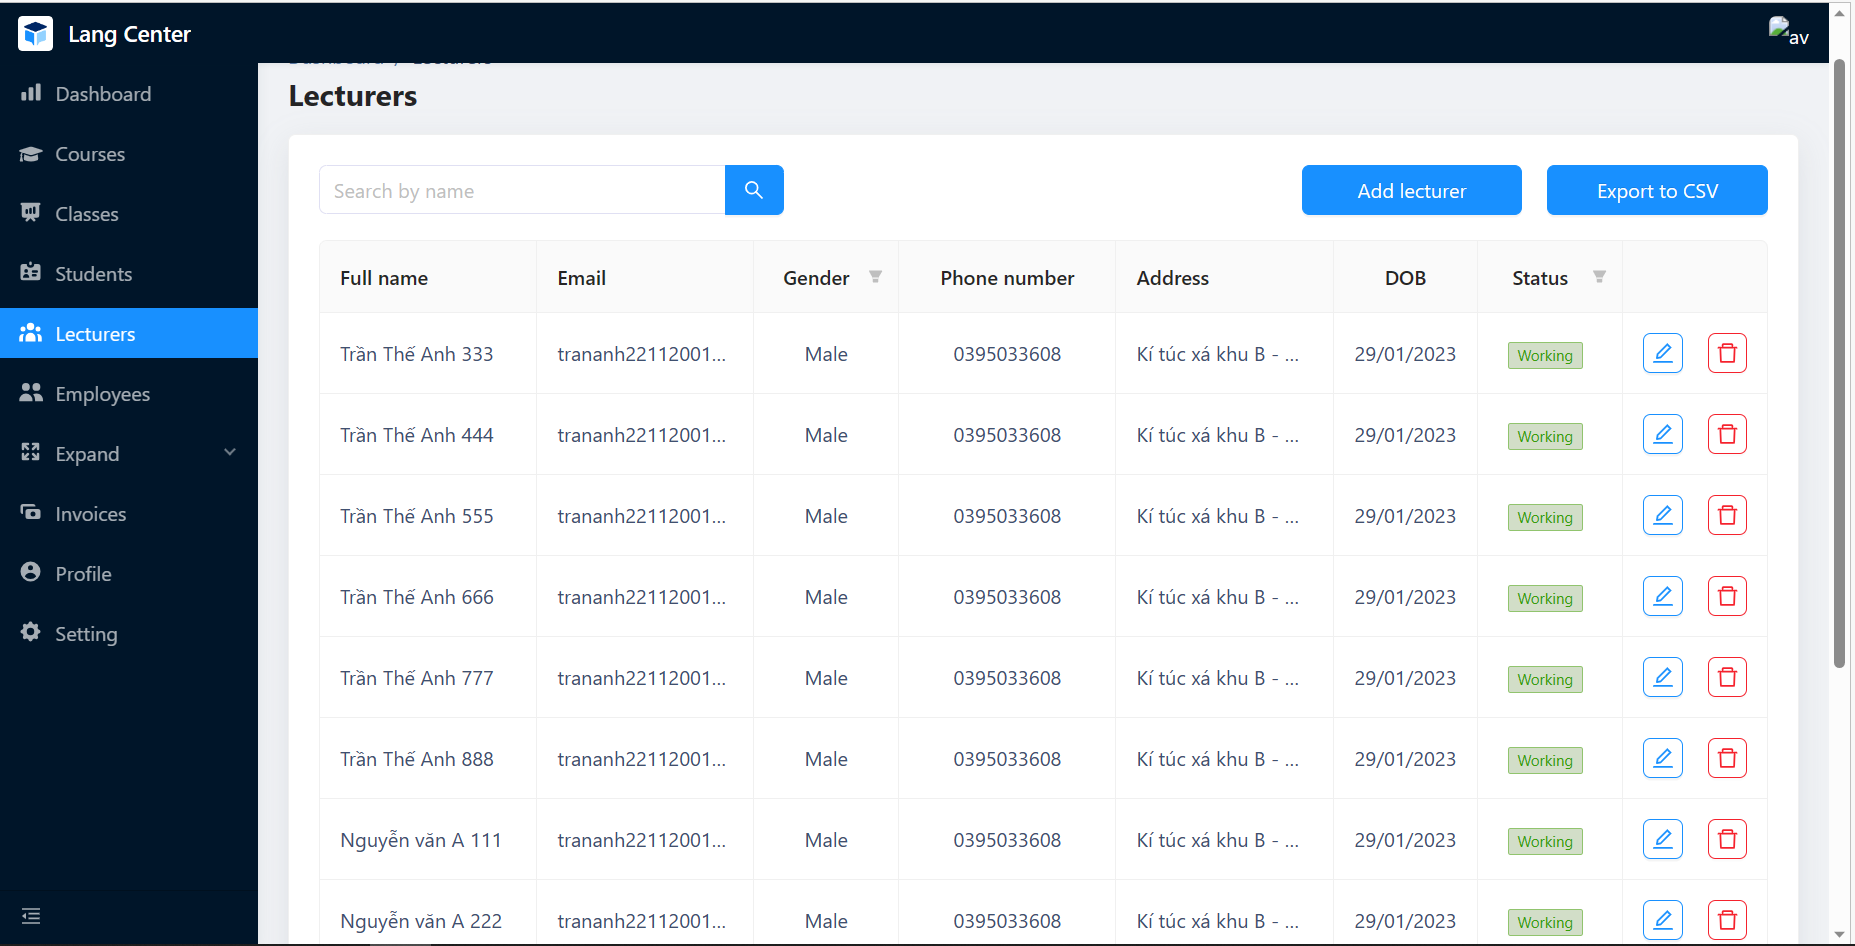 Lang Center
av
Dashboard
Courses
Classes
Students
Lecturers
Employees
Expand
Invoices
Profile
Setting
Dashboard / Lecturers
Lecturers
Search by name
Add lecturer
Export to CSV
Full name Email Gender Phone number Address DOB Status
Trần Thế Anh 333 trananh22112001... Male 0395033608 Kí túc xá khu B - ... 29/01/2023 Working
Trần Thế Anh 444 trananh22112001... Male 0395033608 Kí túc xá khu B - ... 29/01/2023 Working
Trần Thế Anh 555 trananh22112001... Male 0395033608 Kí túc xá khu B - ... 29/01/2023 Working
Trần Thế Anh 666 trananh22112001... Male 0395033608 Kí túc xá khu B - ... 29/01/2023 Working
Trần Thế Anh 777 trananh22112001... Male 0395033608 Kí túc xá khu B - ... 29/01/2023 Working
Trần Thế Anh 888 trananh22112001... Male 0395033608 Kí túc xá khu B - ... 29/01/2023 Working
Nguyễn văn A 111 trananh22112001... Male 0395033608 Kí túc xá khu B - ... 29/01/2023 Working
Nguyễn văn A 222 trananh22112001... Male 0395033608 Kí túc xá khu B - ... 29/01/2023 Working